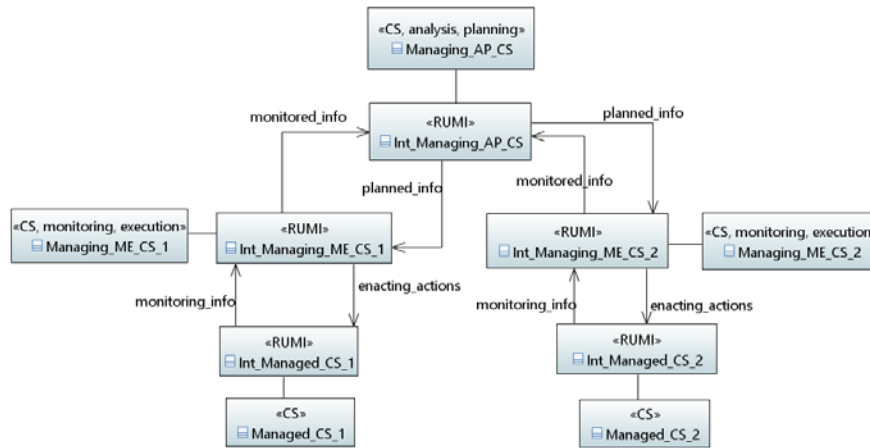 «CS, analysis, planning»
Managing_AP_CS
monitored_info
«RUMI»
Int_Managing_AP_CS
planned_info
planned_info
monitored_info
«CS, monitoring, execution»
Managing_ME_CS_1
«RUMI»
Int_Managing_ME_CS_1
«RUMI»
Int_Managing_ME_CS_2
«CS, monitoring, execution»
Managing_ME_CS_2
monitoring_info
enacting_actions
monitoring_info
enacting_actions
«RUMI»
Int_Managed_CS_1
«RUMI»
Int_Managed_CS_2
«CS»
Managed_CS_1
«CS»
Managed_CS_2